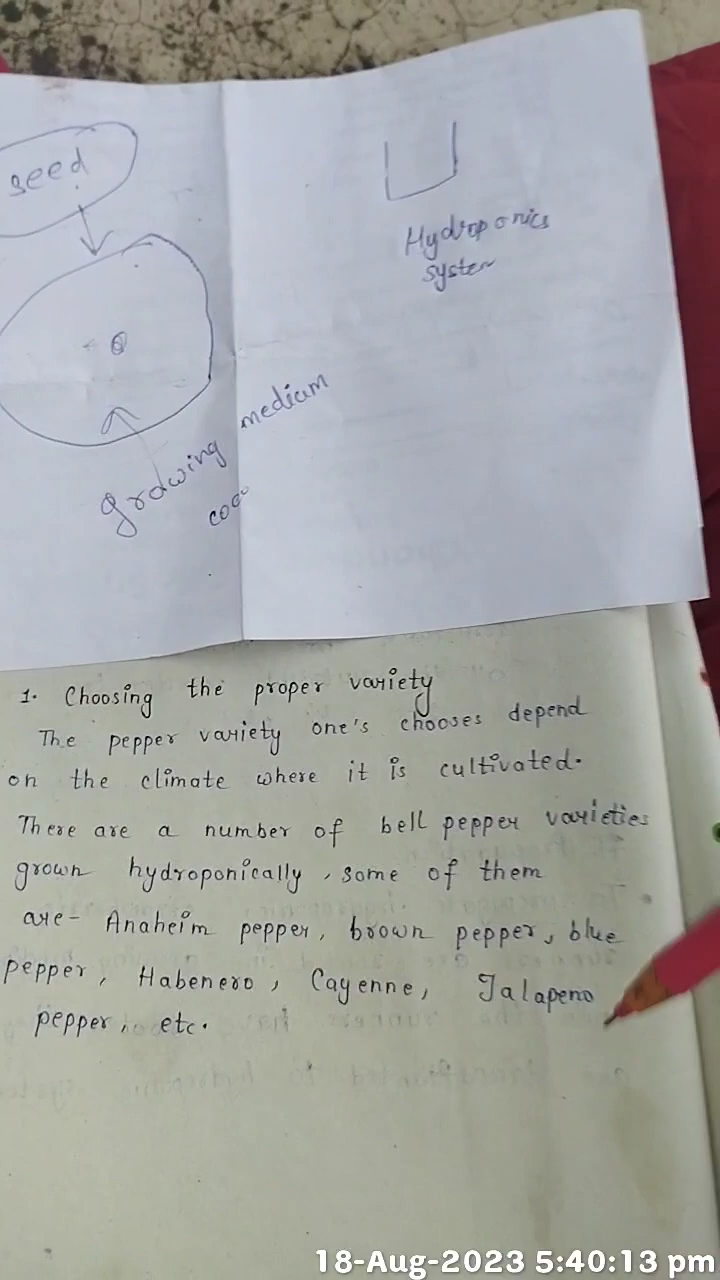 seed
Hydroponics
system
growing medium
coco
1. Choosing the proper variety
The pepper variety one's chooses depend
on the climate where it is cultivated.
There are a number of bell pepper varieties
grown hydroponically, some of them
are- Anaheim pepper, brown pepper, blue
pepper, Habenero, Cayenne, Jalapeno
pepper, etc.
18-Aug-2023 5:40:13 pm